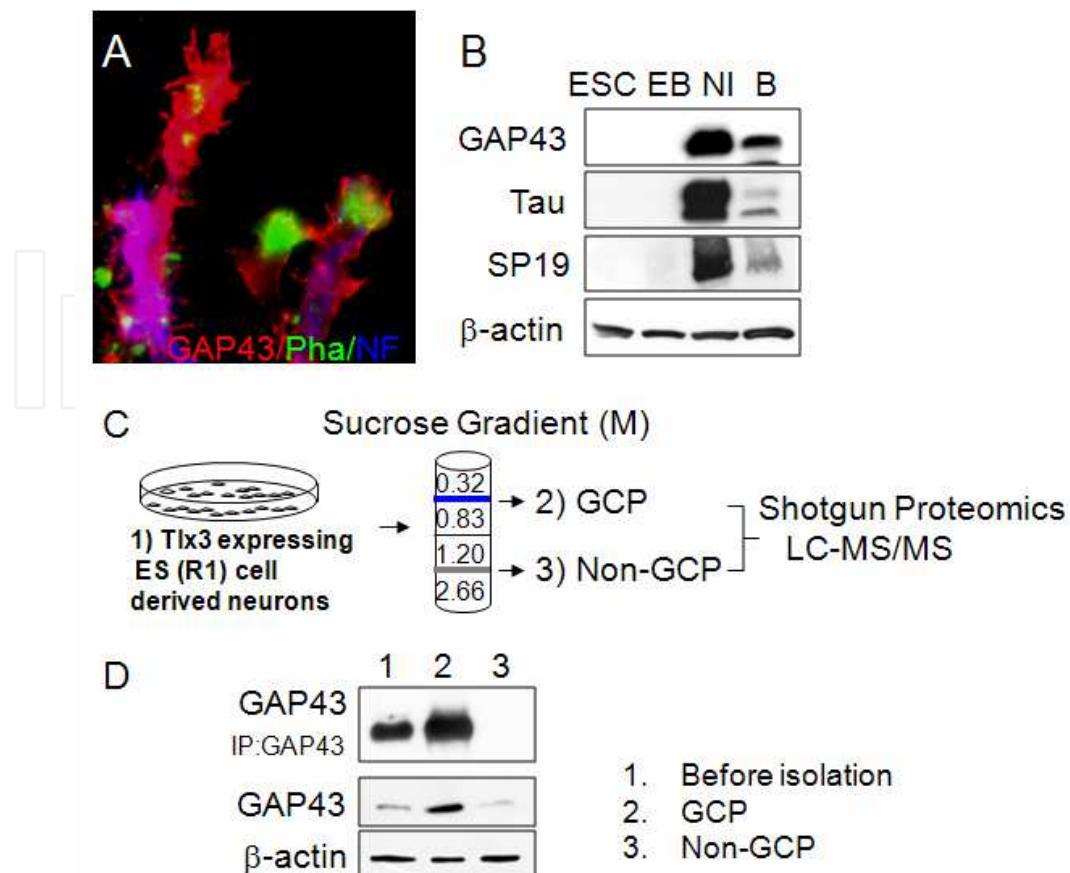 A
GAP43/Pha/NF
B
ESC EB NI B
GAP43
Tau
SP19
β-actin
C
Sucrose Gradient (M)
1) Tlx3 expressing
ES (R1) cell
derived neurons
0.32
0.83
1.20
2.66
2) GCP
3) Non-GCP
Shotgun Proteomics
LC-MS/MS
D
1 2 3
GAP43
IP:GAP43
GAP43
β-actin
1. Before isolation
2. GCP
3. Non-GCP